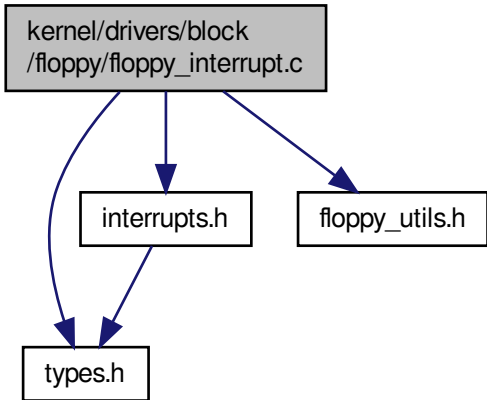 kernel/drivers/block
/floppy/floppy_interrupt.c
interrupts.h
floppy_utils.h
types.h